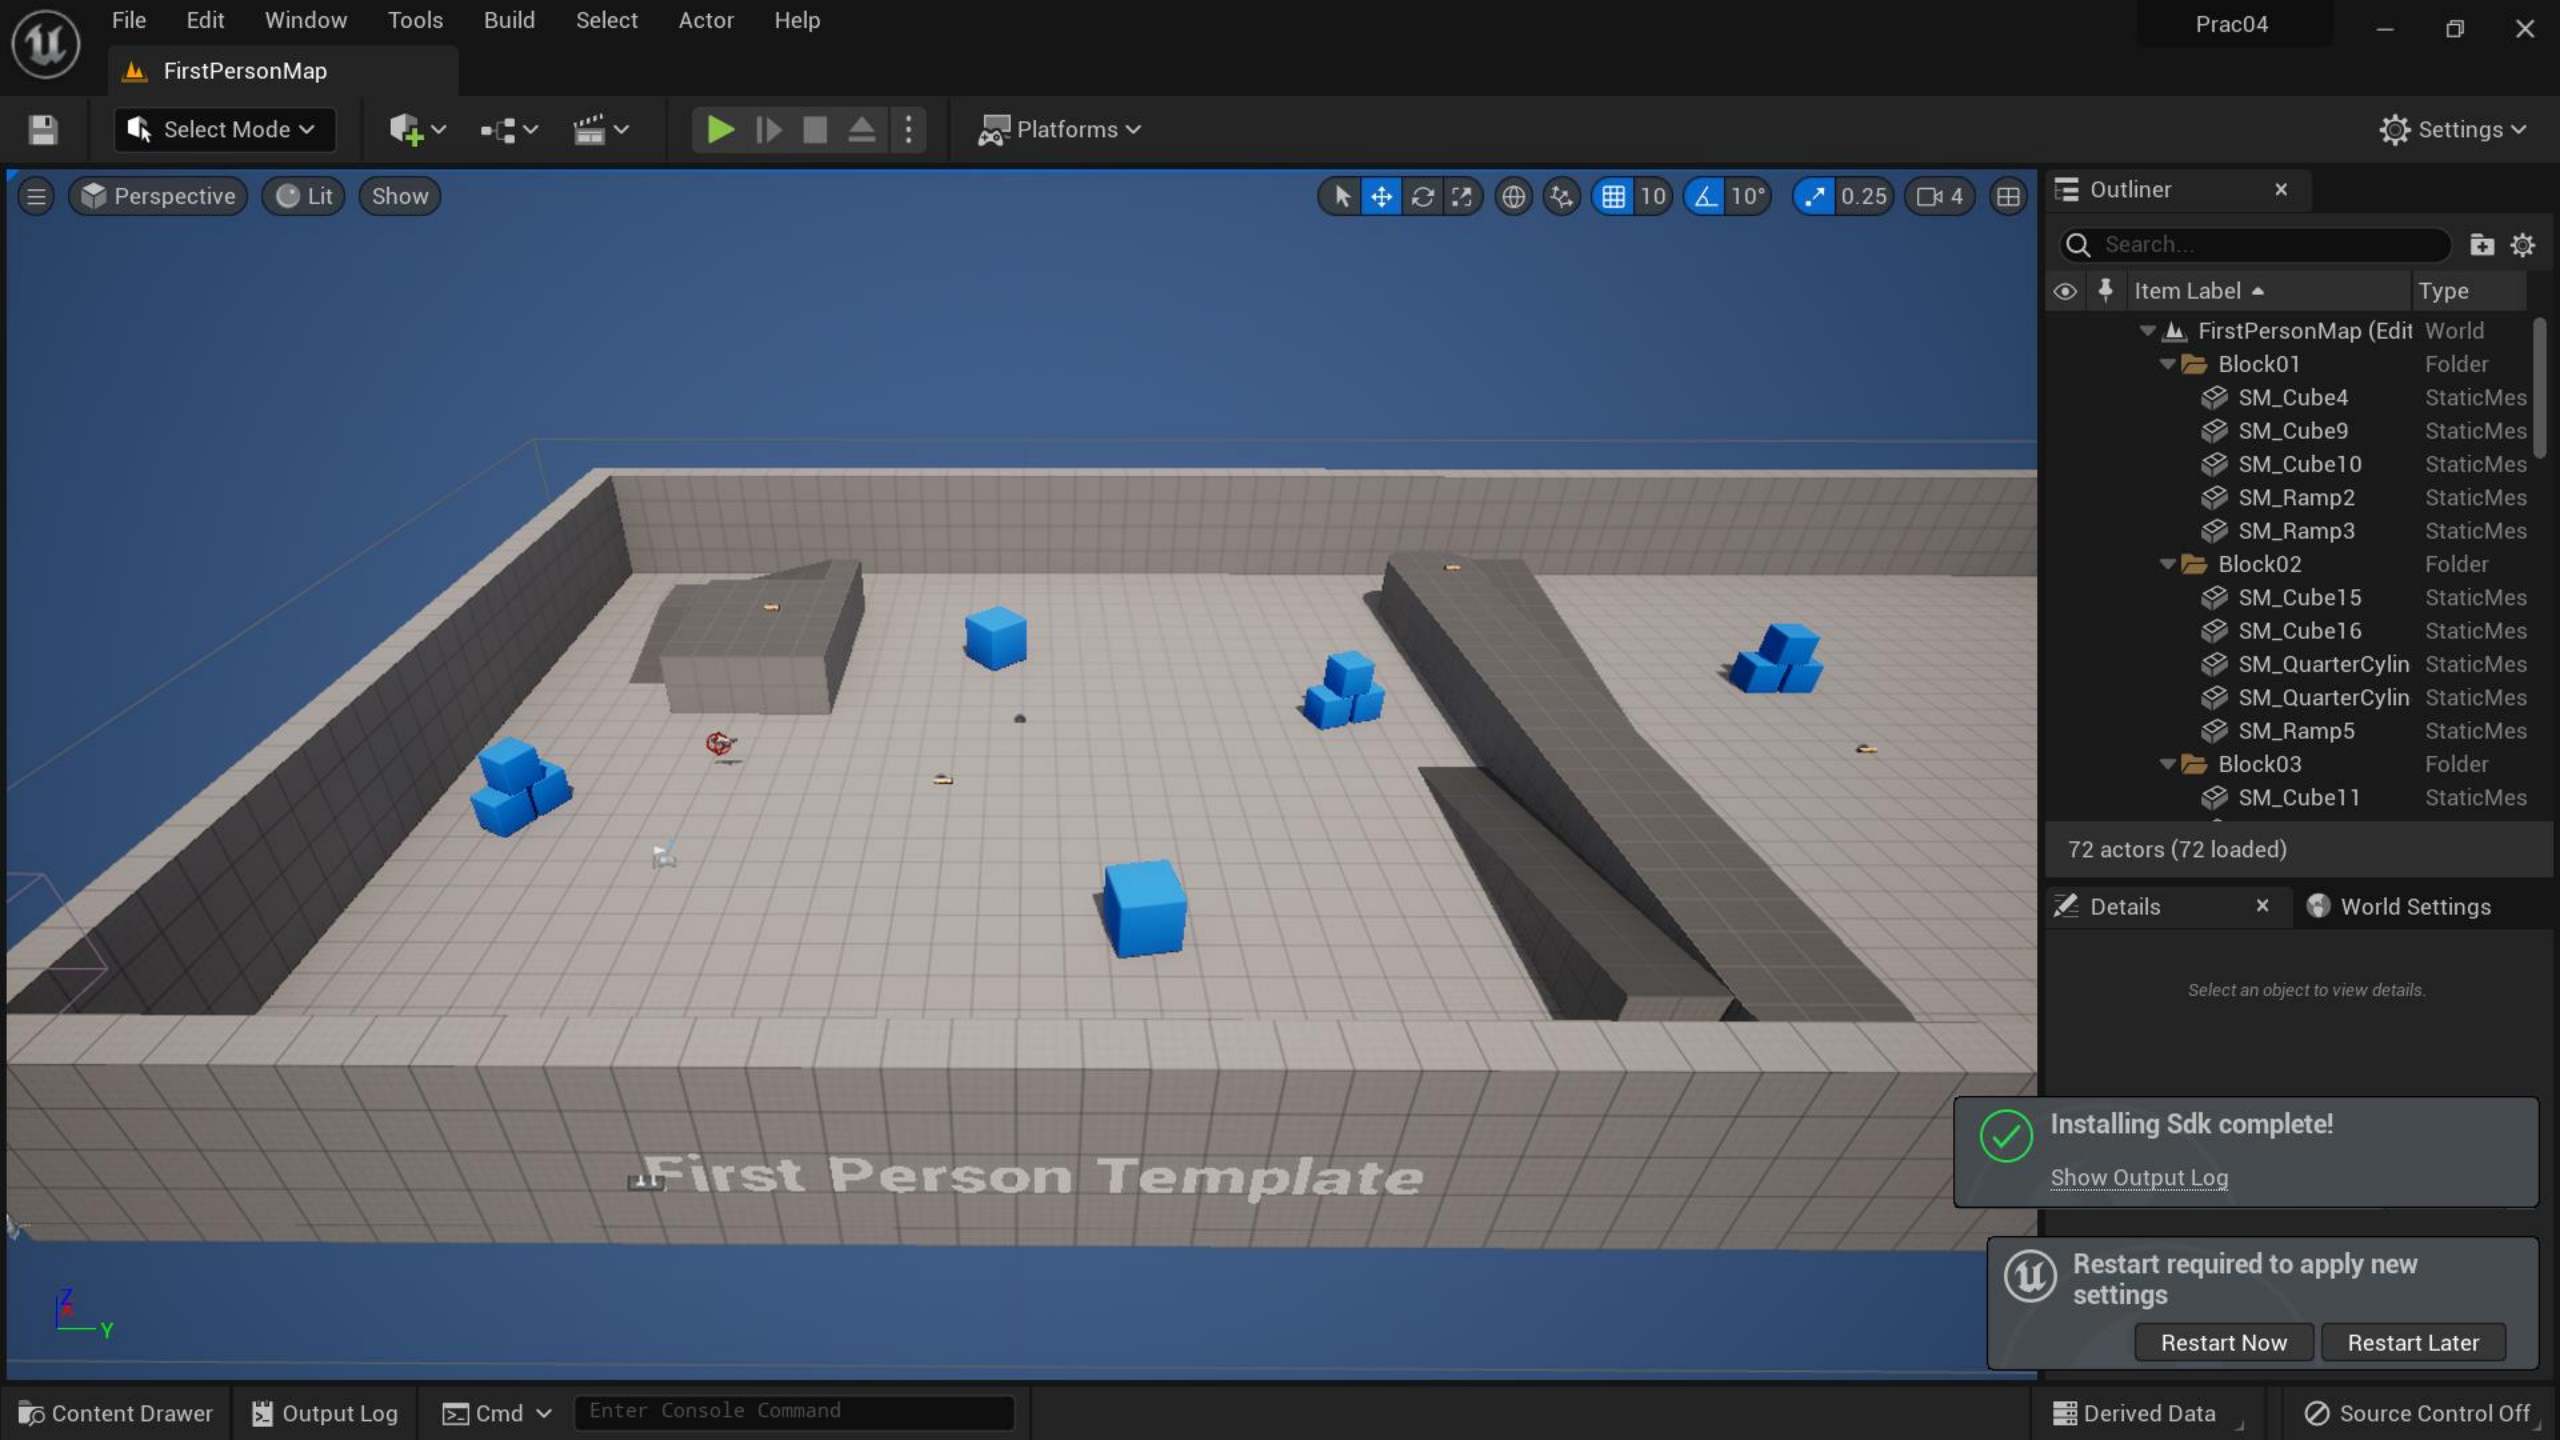 File Edit Window Tools Build Select Actor Help
Prac04
FirstPersonMap
Select Mode
Platforms
Settings
Perspective Lit Show
10 10° 0.25 4
Outliner
Search...
Item Label Type
FirstPersonMap (Edit World
Block01 Folder
SM_Cube4 StaticMes
SM_Cube9 StaticMes
SM_Cube10 StaticMes
SM_Ramp2 StaticMes
SM_Ramp3 StaticMes
Block02 Folder
SM_Cube15 StaticMes
SM_Cube16 StaticMes
SM_QuarterCylin StaticMes
SM_QuarterCylin StaticMes
SM_Ramp5 StaticMes
Block03 Folder
SM_Cube11 StaticMes
72 actors (72 loaded)
Details World Settings
Select an object to view details.
Installing Sdk complete!
Show Output Log
First Person Template
Restart required to apply new
settings
Restart Now Restart Later
Z
X
Y
Content Drawer Output Log Cmd Enter Console Command Derived Data Source Control Off